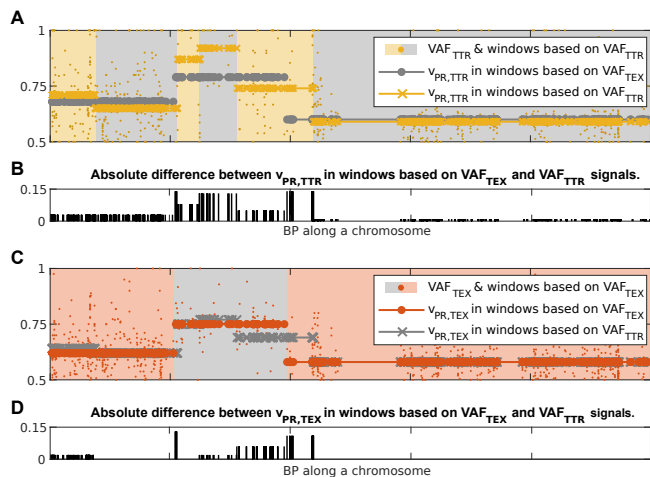 A
1
0.75
0.5
VAF_TTR & windows based on VAF_TTR
v_PR,TTR in windows based on VAF_TEX
v_PR,TTR in windows based on VAF_TTR
B
Absolute difference between v_PR,TTR in windows based on VAF_TEX and VAF_TTR signals.
0.15
0
BP along a chromosome
C
1
0.75
0.5
VAF_TEX & windows based on VAF_TEX
v_PR,TEX in windows based on VAF_TEX
v_PR,TEX in windows based on VAF_TTR
D
Absolute difference between v_PR,TEX in windows based on VAF_TEX and VAF_TTR signals.
0.15
0
BP along a chromosome